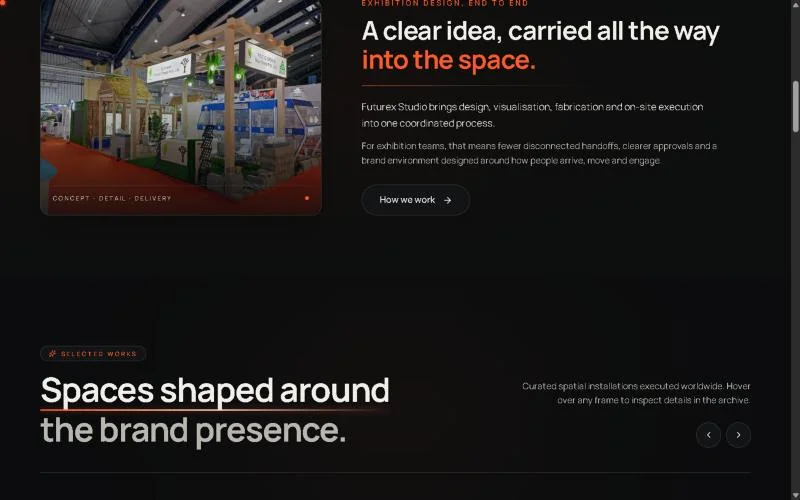 EXHIBITION DESIGN, END TO END
A clear idea, carried all the way
into the space.
Futurex Studio brings design, visualisation, fabrication and on-site execution
into one coordinated process.
For exhibition teams, that means fewer disconnected handoffs, clearer approvals and a
brand environment designed around how people arrive, move and engage.
CONCEPT · DETAIL · DELIVERY
How we work
SELECTED WORKS
Spaces shaped around
the brand presence.
Curated spatial installations executed worldwide. Hover
over any frame to inspect details in the archive.